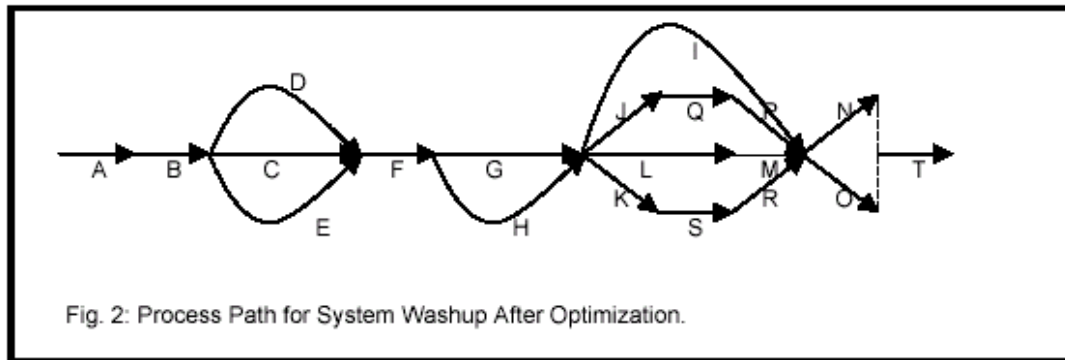 D
I
J
Q
P
N
A
B
C
F
G
L
M
T
K
R
O
E
H
S
Fig. 2: Process Path for System Washup After Optimization.